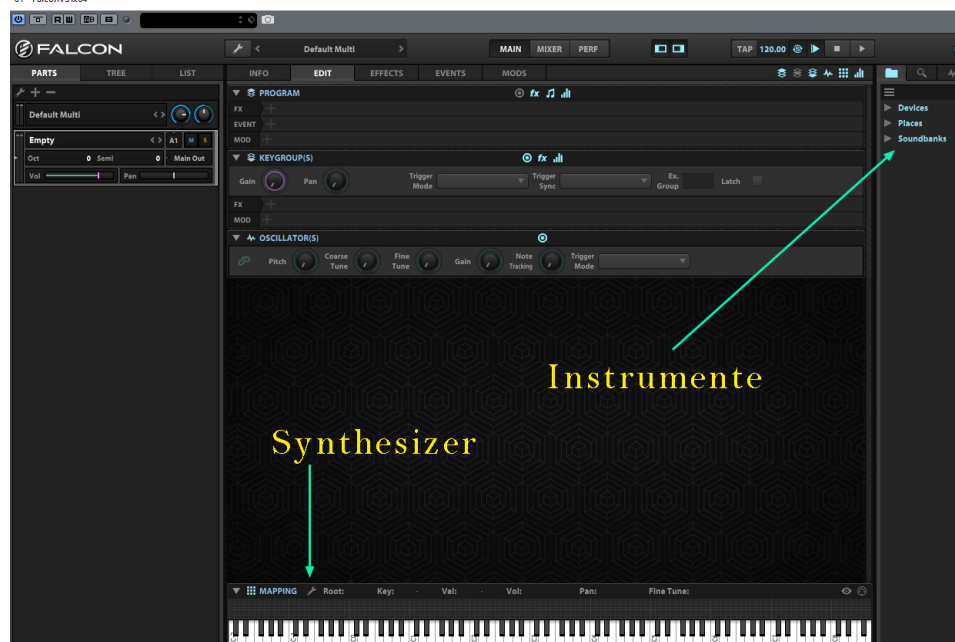 FALCON
Default Multi
MAIN MIXER PERF
TAP 120.00
PARTS TREE LIST
INFO EDIT EFFECTS EVENTS MODS
PROGRAM
fx
FX
EVENT
MOD
Default Multi
Empty A1 M S
Oct 0 Semi 0 Main Out
Vol Pan
KEYGROUP(S)
fx
Gain Pan Trigger Mode Trigger Sync Ex. Group Latch
FX
MOD
OSCILLATOR(S)
Pitch Coarse Tune Fine Tune Gain Note Tracking Trigger Mode
Devices
Places
Soundbanks
Instrumente
Synthesizer
MAPPING Root: Key: - Vel: - Vol: Pan: Fine Tune: